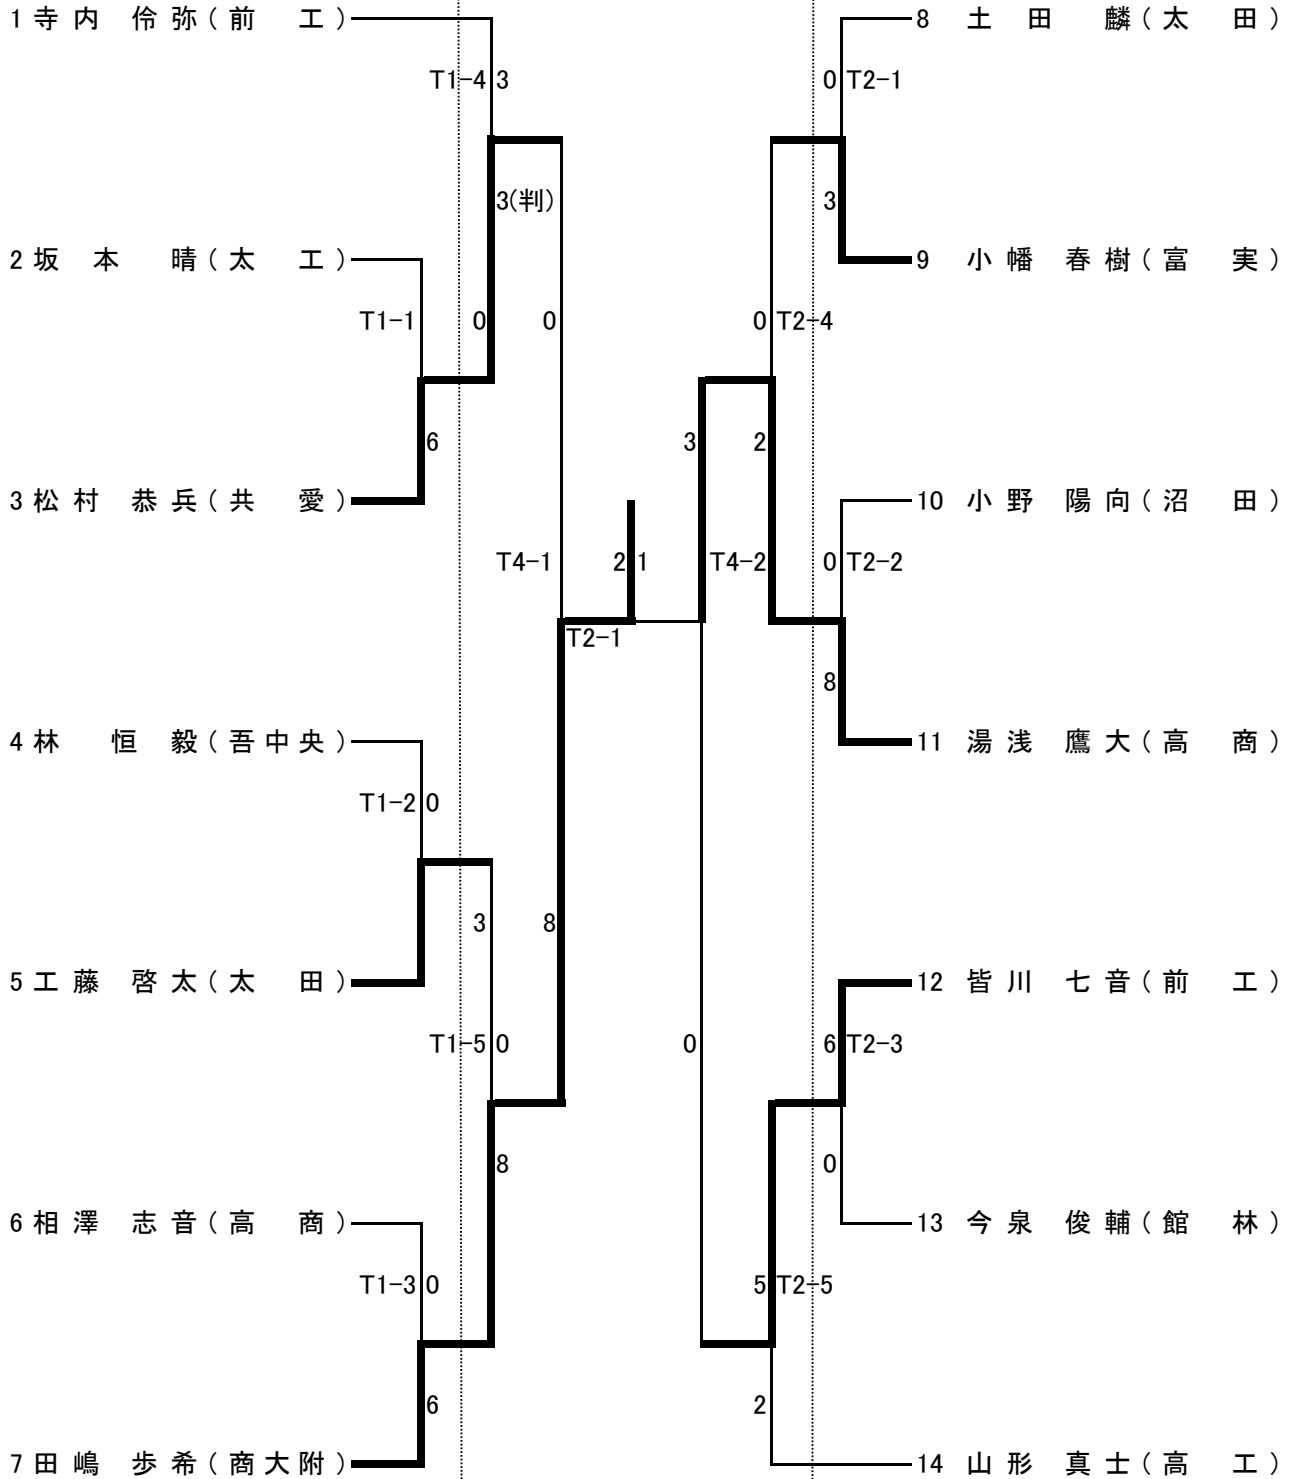 1 寺内 伶弥(前 工)
8 土田 麟(太 田)
T1-4 3
0 T2-1
3(判)
3
2 坂本 晴(太 工)
9 小幡 春樹(富 実)
T1-1
0
0
0 T2-4
6
3
2
3 松村 恭兵(共 愛)
10 小野 陽向(沼 田)
T4-1
2 1
T4-2
0 T2-2
T2-1
8
4 林 恒毅(吾中央)
11 湯浅 鷹大(高 商)
T1-2 0
3
8
5 工藤 啓太(太 田)
12 皆川 七音(前 工)
T1-5 0
0
6 T2-3
8
0
6 相澤 志音(高 商)
13 今泉 俊輔(館 林)
T1-3 0
5 T2-5
6
2
7 田嶋 歩希(商大附)
14 山形 真士(高 工)